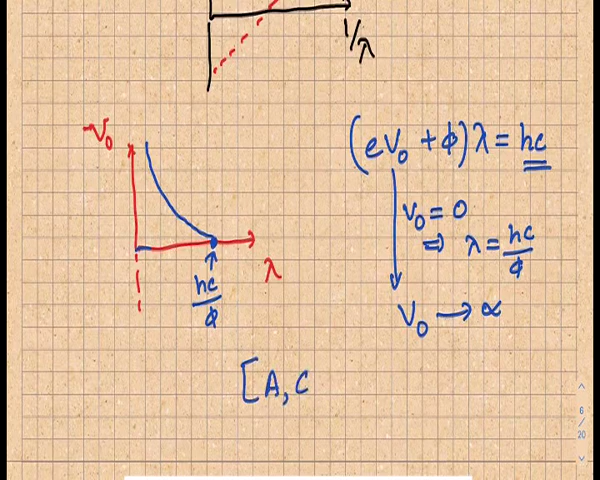 1/λ
-V₀
(eV₀ + ϕ)λ = hc
V₀ = 0
⇒ λ = hc/ϕ
λ
hc/ϕ
V₀ → ∝
[A, C
6
/
20